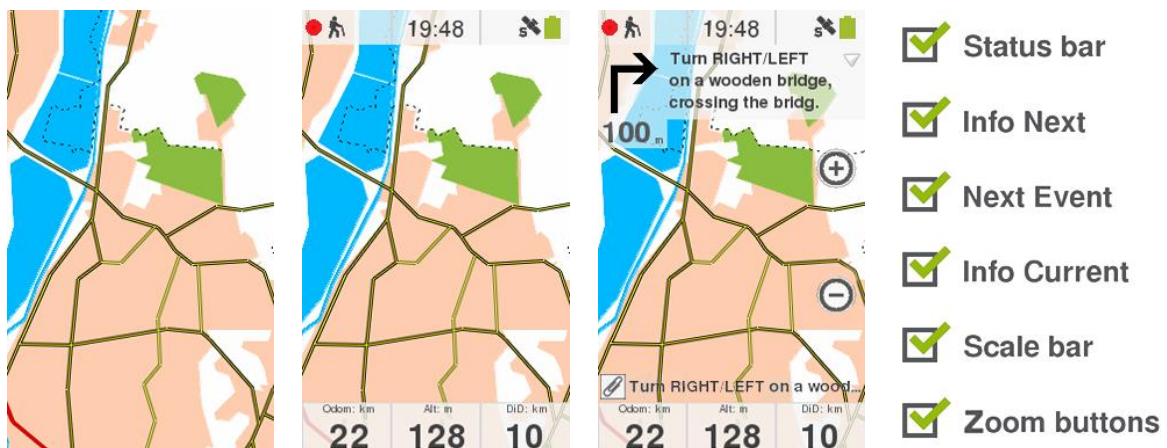 19:48
S
Odom: km
Alt: m
DiD: km
22
128
10
19:48
S
Turn RIGHT/LEFT
on a wooden bridge,
crossing the bridg.
100 m
Turn RIGHT/LEFT on a wood...
Odom: km
Alt: m
DiD: km
22
128
10
Status bar
Info Next
Next Event
Info Current
Scale bar
Zoom buttons